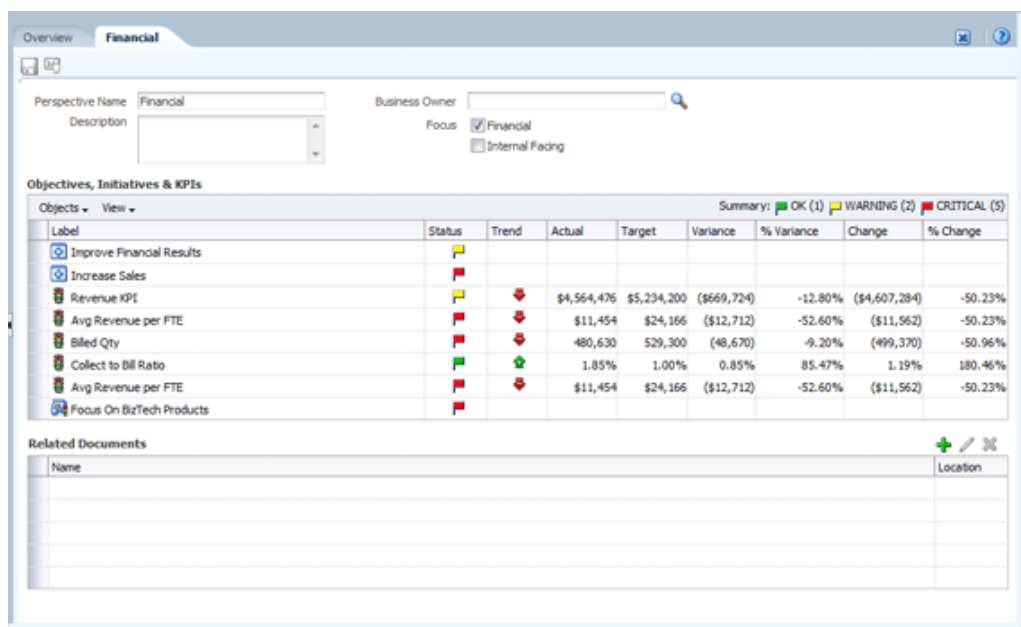 Overview Financial
Perspective Name Financial Business Owner
Description Focus Financial
Internal Facing
Objectives, Initiatives & KPIs
Objects View Summary: OK (1) WARNING (2) CRITICAL (5)
Label Status Trend Actual Target Variance % Variance Change % Change
Improve Financial Results
Increase Sales
Revenue KPI $4,564,476 $5,234,200 ($669,724) -12.80% ($4,607,284) -50.23%
Avg Revenue per FTE $11,454 $24,166 ($12,712) -52.60% ($11,562) -50.23%
Billed Qty 480,630 529,300 (48,670) -9.20% (499,370) -50.96%
Collect to Bill Ratio 1.85% 1.00% 0.85% 85.47% 1.19% 180.46%
Avg Revenue per FTE $11,454 $24,166 ($12,712) -52.60% ($11,562) -50.23%
Focus On BizTech Products
Related Documents
Name Location